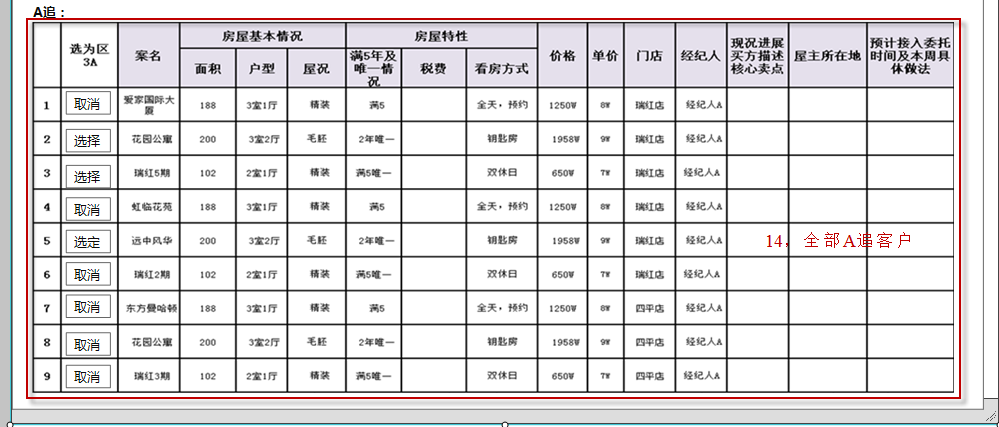 A追：
选为区3A 案名 房屋基本情况 房屋特性 价格 单价 门店 经纪人 现况进展买方描述核心卖点 屋主所在地 预计接入委托时间及本周具体做法
面积 户型 屋况 满5年及唯一情况 税费 看房方式
1 取消 爱家国际大厦 188 3室1厅 精装 满5 全天，预约 1250W 8W 瑞红店 经纪人A
2 选择 花园公寓 200 3室2厅 毛胚 2年唯一 钥匙房 1958W 9W 瑞红店 经纪人A
3 选择 瑞红5期 102 2室1厅 精装 满5唯一 双休日 650W 7W 瑞红店 经纪人A
4 取消 虹临花苑 188 3室1厅 精装 满5 全天，预约 1250W 8W 瑞红店 经纪人A
5 选定 远中风华 200 3室2厅 毛胚 2年唯一 钥匙房 1958W 9W 瑞红店 经纪人A
14，全部A追客户
6 取消 瑞红2期 102 2室1厅 精装 满5唯一 双休日 650W 7W 瑞红店 经纪人A
7 取消 东方曼哈顿 188 3室1厅 精装 满5 全天，预约 1250W 8W 四平店 经纪人A
8 取消 花园公寓 200 3室2厅 毛胚 2年唯一 钥匙房 1958W 9W 四平店 经纪人A
9 取消 瑞红3期 102 2室1厅 精装 满5唯一 双休日 650W 7W 四平店 经纪人A